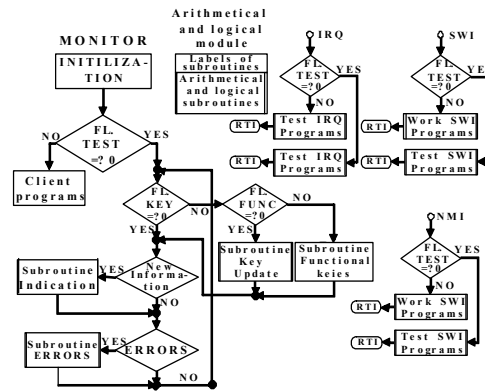 MONITOR
INITILIZA-
TION
FL.
TEST
=? 0
NO
YES
Client
programs
FL.
KEY
=?0
NO
YES
FL.
FUNC
=?0
NO
YES
Subroutine
Key
Update
Subroutine
Functional
keies
New
Informa-
tion
YES
NO
Subroutine
Indication
ERRORS
YES
NO
Subroutine
ERRORS
Arithmetical
and logical
module
Labels of
subroutines
Arithmetical
and logical
subroutines
IRQ
FL.
TEST
=?0
YES
NO
RTI
Test IRQ
Programs
RTI
Test IRQ
Programs
SWI
FL.
TEST
=?0
YES
NO
RTI
Work SWI
Programs
RTI
Test SWI
Programs
NMI
FL.
TEST
=?0
YES
NO
RTI
Work SWI
Programs
RTI
Test SWI
Programs